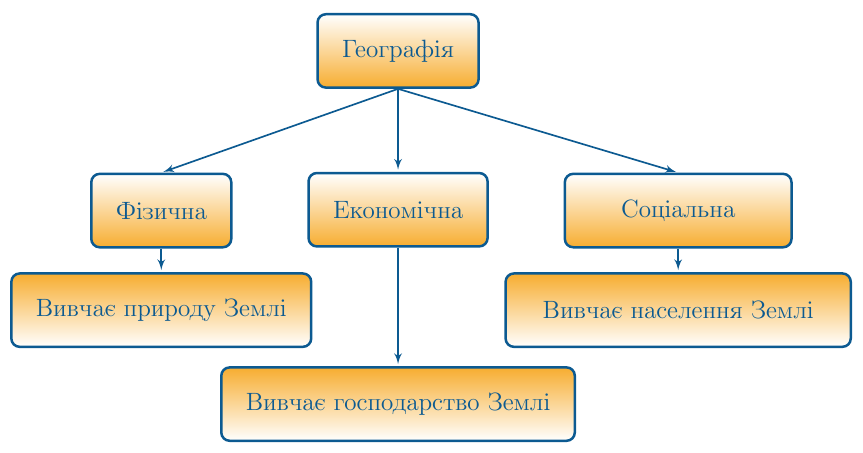 Географія
Фізична
Економічна
Соціальна
Вивчає природу Землі
Вивчає населення Землі
Вивчає господарство Землі